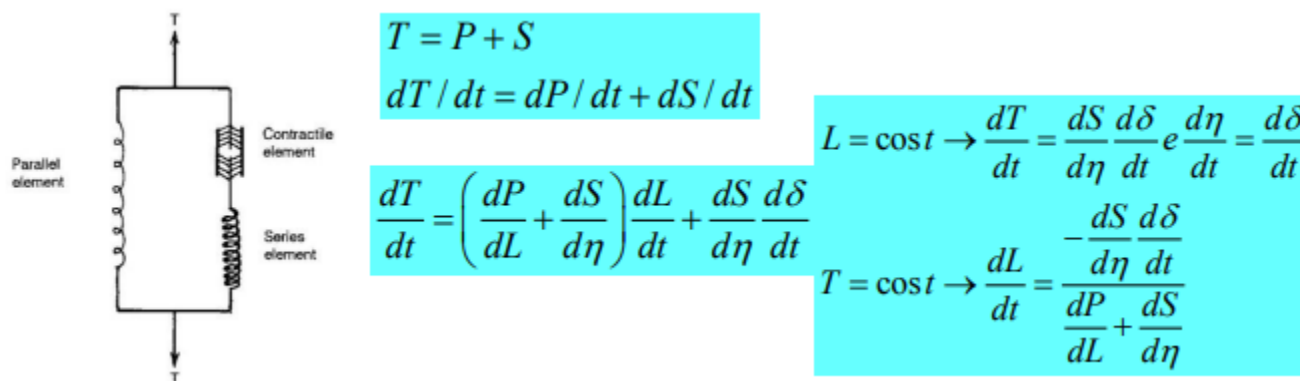 T
Parallel
element
Contractile
element
Series
element
T
T = P + S
dT / dt = dP / dt + dS / dt
dT/dt = (dP/dL + dS/dη) dL/dt + dS/dη dδ/dt
L = cos t → dT/dt = dS/dη dδ/dt e dη/dt = dδ/dt
T = cos t → dL/dt = (-dS/dη dδ/dt)/(dP/dL + dS/dη)